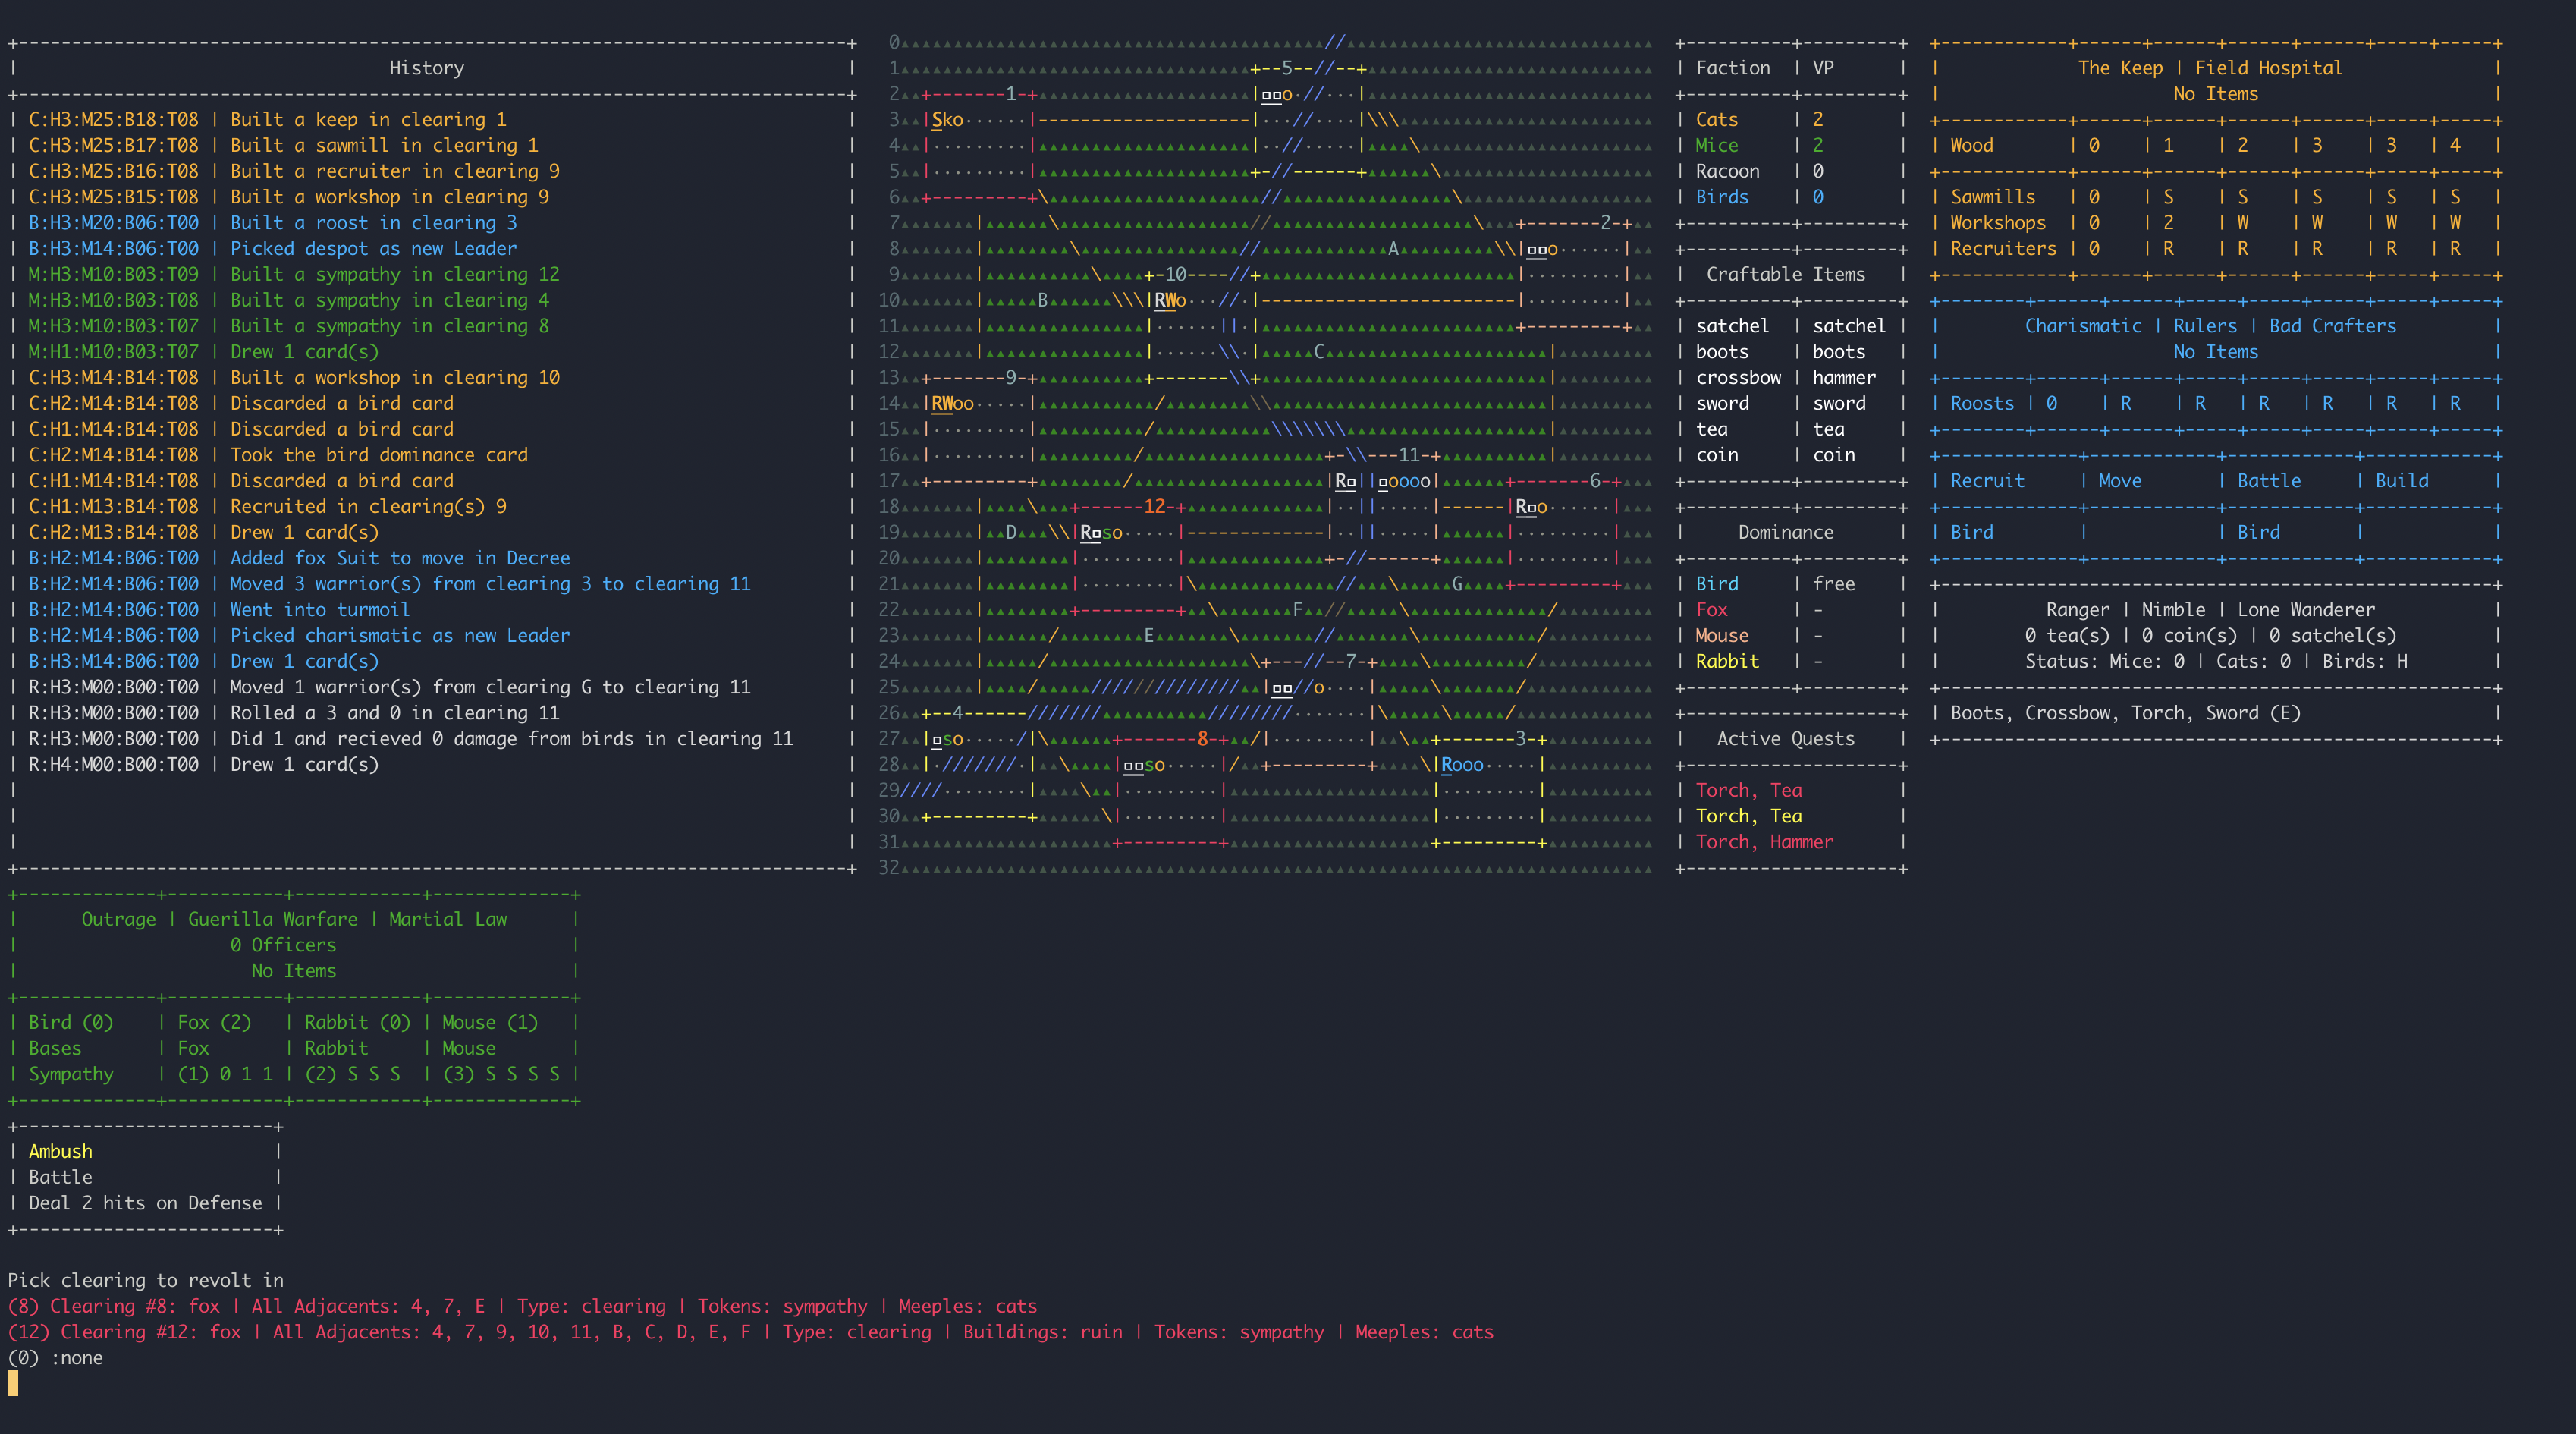 History
C:H3:M25:B18:T08 | Built a keep in clearing 1
C:H3:M25:B17:T08 | Built a sawmill in clearing 1
C:H3:M25:B16:T08 | Built a recruiter in clearing 9
C:H3:M25:B15:T08 | Built a workshop in clearing 9
B:H3:M20:B06:T00 | Built a roost in clearing 3
B:H3:M14:B06:T00 | Picked despot as new Leader
M:H3:M10:B03:T09 | Built a sympathy in clearing 12
M:H3:M10:B03:T08 | Built a sympathy in clearing 4
M:H3:M10:B03:T07 | Built a sympathy in clearing 8
M:H1:M10:B03:T07 | Drew 1 card(s)
C:H3:M14:B14:T08 | Built a workshop in clearing 10
C:H2:M14:B14:T08 | Discarded a bird card
C:H1:M14:B14:T08 | Discarded a bird card
C:H2:M14:B14:T08 | Took the bird dominance card
C:H1:M14:B14:T08 | Discarded a bird card
C:H1:M13:B14:T08 | Recruited in clearing(s) 9
C:H2:M13:B14:T08 | Drew 1 card(s)
B:H2:M14:B06:T00 | Added fox Suit to move in Decree
B:H2:M14:B06:T00 | Moved 3 warrior(s) from clearing 3 to clearing 11
B:H2:M14:B06:T00 | Went into turmoil
B:H2:M14:B06:T00 | Picked charismatic as new Leader
B:H3:M14:B06:T00 | Drew 1 card(s)
R:H3:M00:B00:T00 | Moved 1 warrior(s) from clearing G to clearing 11
R:H3:M00:B00:T00 | Rolled a 3 and 0 in clearing 11
R:H3:M00:B00:T00 | Did 1 and recieved 0 damage from birds in clearing 11
R:H4:M00:B00:T00 | Drew 1 card(s)
0
1 5
2 1 □□o
3 Sko
4
5
6
7 2
8 A □□o
9 10
10 B RWo
11
12 C
13 9
14 RWoo
15
16 11
17 R□ □oooo 6
18 12 R□o
19 D R□so
20
21 G
22 F
23 E
24 7
25 □□ o
26 4
27 □so 8 3
28 □□so Rooo
29
30
31
32
Faction | VP
Cats | 2
Mice | 2
Racoon | 0
Birds | 0
Craftable Items
satchel | satchel
boots | boots
crossbow | hammer
sword | sword
tea | tea
coin | coin
Dominance
Bird | free
Fox | -
Mouse | -
Rabbit | -
Active Quests
Torch, Tea
Torch, Tea
Torch, Hammer
The Keep | Field Hospital
No Items
Wood | 0 | 1 | 2 | 3 | 3 | 4
Sawmills | 0 | S | S | S | S | S
Workshops | 0 | 2 | W | W | W | W
Recruiters | 0 | R | R | R | R | R
Charismatic | Rulers | Bad Crafters
No Items
Roosts | 0 | R | R | R | R | R | R
Recruit | Move | Battle | Build
Bird | | Bird |
Ranger | Nimble | Lone Wanderer
0 tea(s) | 0 coin(s) | 0 satchel(s)
Status: Mice: 0 | Cats: 0 | Birds: H
Boots, Crossbow, Torch, Sword (E)
Outrage | Guerilla Warfare | Martial Law
0 Officers
No Items
Bird (0) | Fox (2) | Rabbit (0) | Mouse (1)
Bases | Fox | Rabbit | Mouse
Sympathy | (1) 0 1 1 | (2) S S S | (3) S S S S
Ambush
Battle
Deal 2 hits on Defense
Pick clearing to revolt in
(8) Clearing #8: fox | All Adjacents: 4, 7, E | Type: clearing | Tokens: sympathy | Meeples: cats
(12) Clearing #12: fox | All Adjacents: 4, 7, 9, 10, 11, B, C, D, E, F | Type: clearing | Buildings: ruin | Tokens: sympathy | Meeples: cats
(0) :none